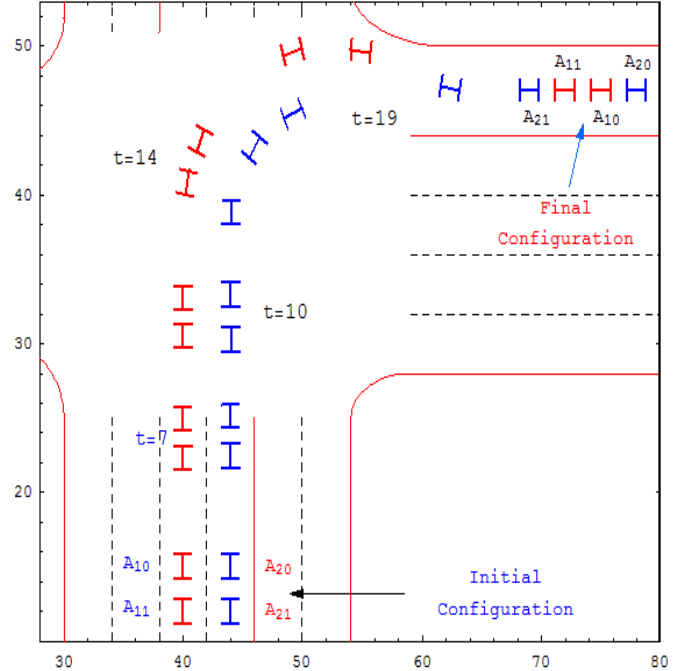 50
A₁₁ A₂₀
t=19
A₂₁ A₁₀
t=14
40
Final
Configuration
t=10
30
t=7
20
A₁₀ A₂₀
Initial
A₁₁ A₂₁
Configuration
30 40 50 60 70 80